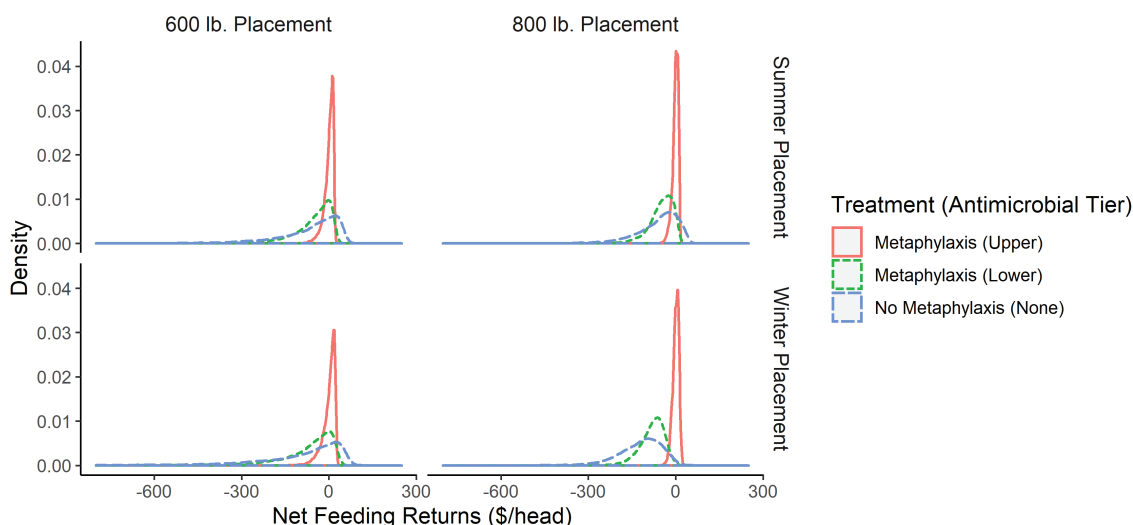 600 lb. Placement
800 lb. Placement
0.04
0.03
0.02
0.01
0.00
Summer Placement
Density
0.04
0.03
0.02
0.01
0.00
Winter Placement
-600
-300
0
300
-600
-300
0
300
Net Feeding Returns ($/head)
Treatment (Antimicrobial Tier)
Metaphylaxis (Upper)
Metaphylaxis (Lower)
No Metaphylaxis (None)